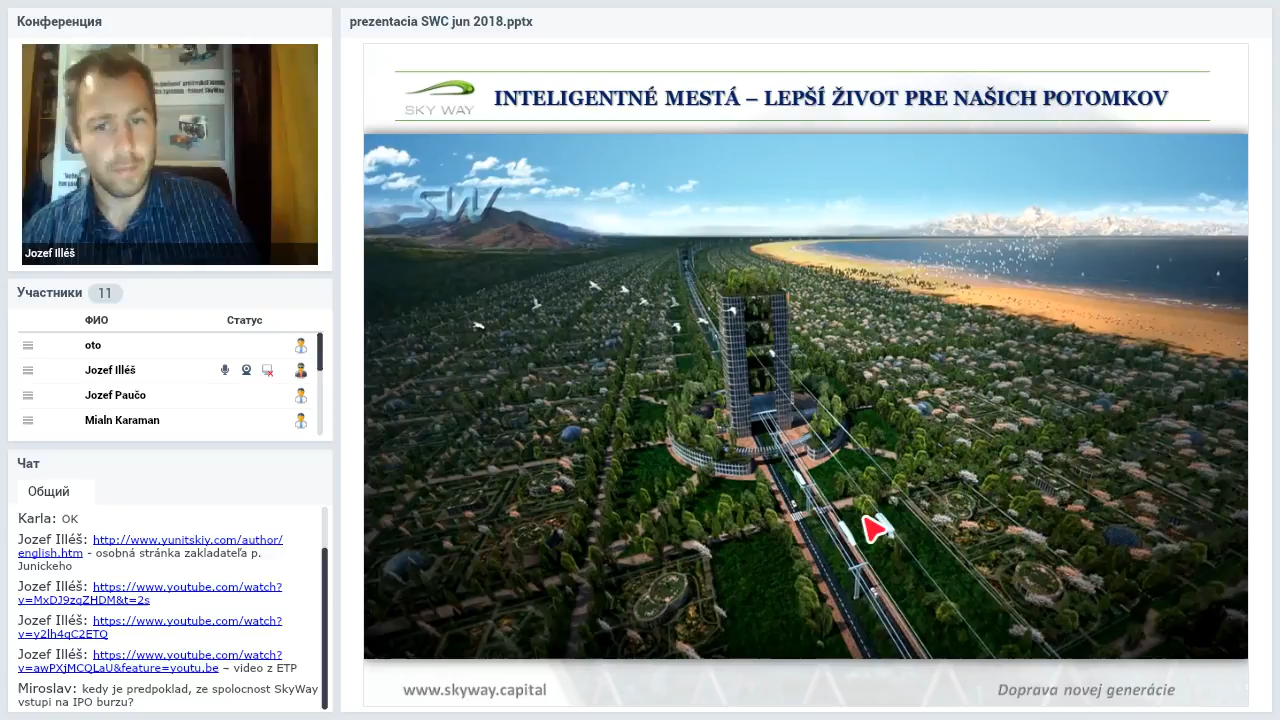 Конференция
Jozef Illéš
Участники 11
ФИО Статус
oto
Jozef Illéš
Jozef Paučo
Mialn Karaman
Чат
Общий
Karla: OK
Jozef Illéš: http://www.yunitskiy.com/author/
english.htm - osobná stránka zakladateľa p.
Junickeho
Jozef Illéš: https://www.youtube.com/watch?
v=MxDJ9zqZHDM&t=2s
Jozef Illéš: https://www.youtube.com/watch?
v=y2lh4qC2ETQ
Jozef Illéš: https://www.youtube.com/watch?
v=awPXjMCQLaU&feature=youtu.be ~ video z ETP
Miroslav: kedy je predpoklad, ze spolocnost SkyWay
vstupi na IPO burzu?
prezentacia SWC jun 2018.pptx
SKY WAY
INTELIGENTNÉ MESTÁ – LEPŠÍ ŽIVOT PRE NAŠICH POTOMKOV
SW
www.skyway.capital
Doprava novej generácie